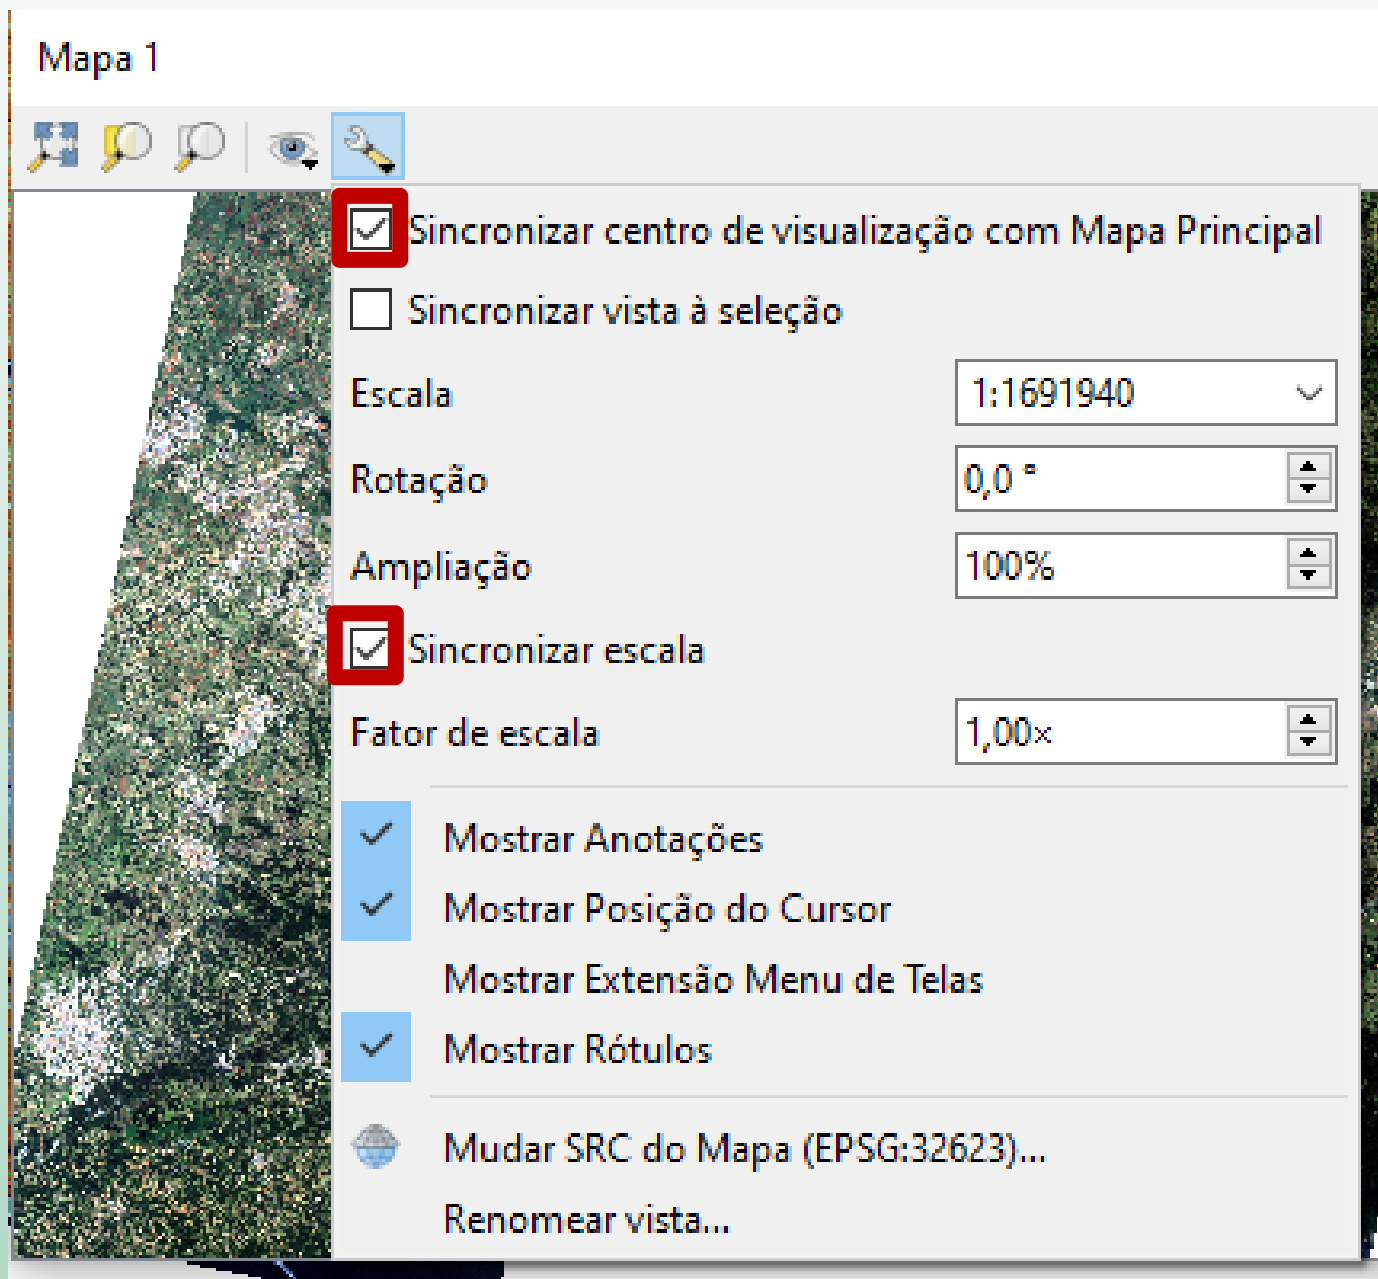 Mapa 1
Sincronizar centro de visualização com Mapa Principal
Sincronizar vista à seleção
Escala 1:1691940
Rotação 0,0 °
Ampliação 100%
Sincronizar escala
Fator de escala 1,00×
Mostrar Anotações
Mostrar Posição do Cursor
Mostrar Extensão Menu de Telas
Mostrar Rótulos
Mudar SRC do Mapa (EPSG:32623)...
Renomear vista...